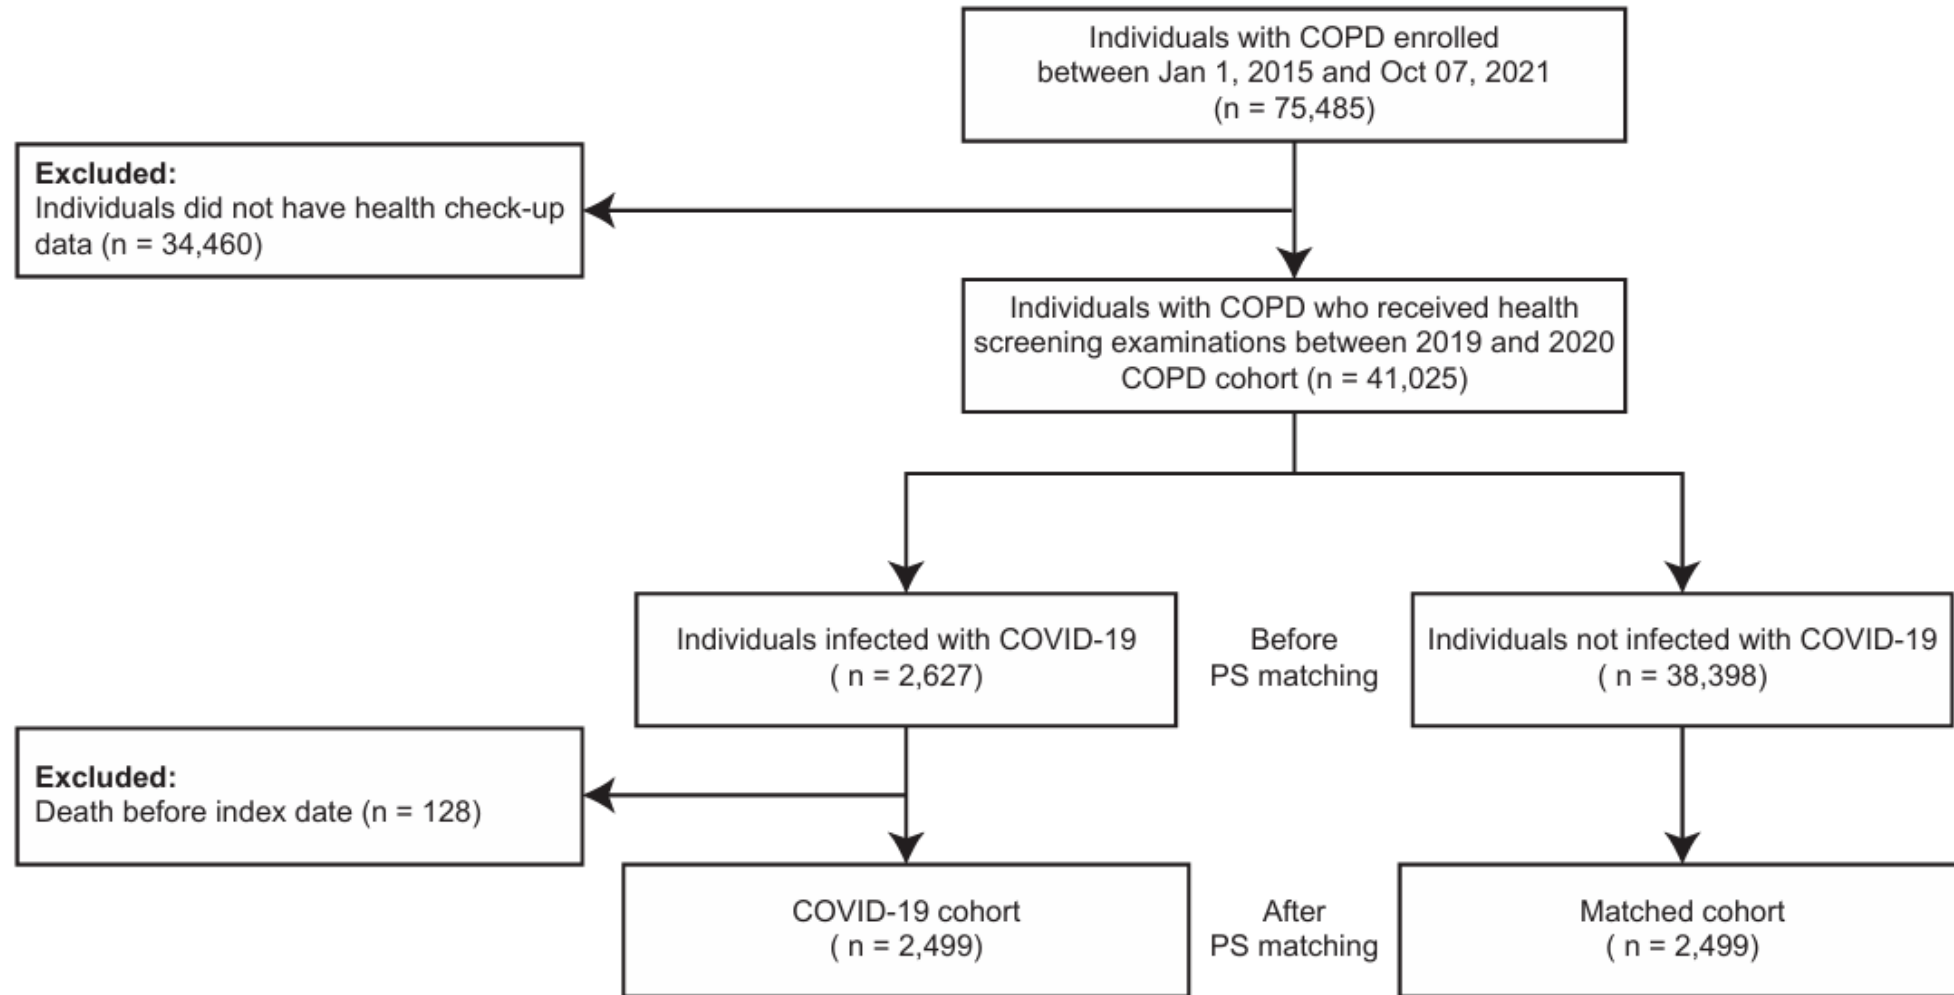 Individuals with COPD enrolled
between Jan 1, 2015 and Oct 07, 2021
(n = 75,485)
Excluded:
Individuals did not have health check-up
data (n = 34,460)
Individuals with COPD who received health
screening examinations between 2019 and 2020
COPD cohort (n = 41,025)
Individuals infected with COVID-19
( n = 2,627)
Before
PS matching
Individuals not infected with COVID-19
( n = 38,398)
Excluded:
Death before index date (n = 128)
COVID-19 cohort
( n = 2,499)
After
PS matching
Matched cohort
( n = 2,499)